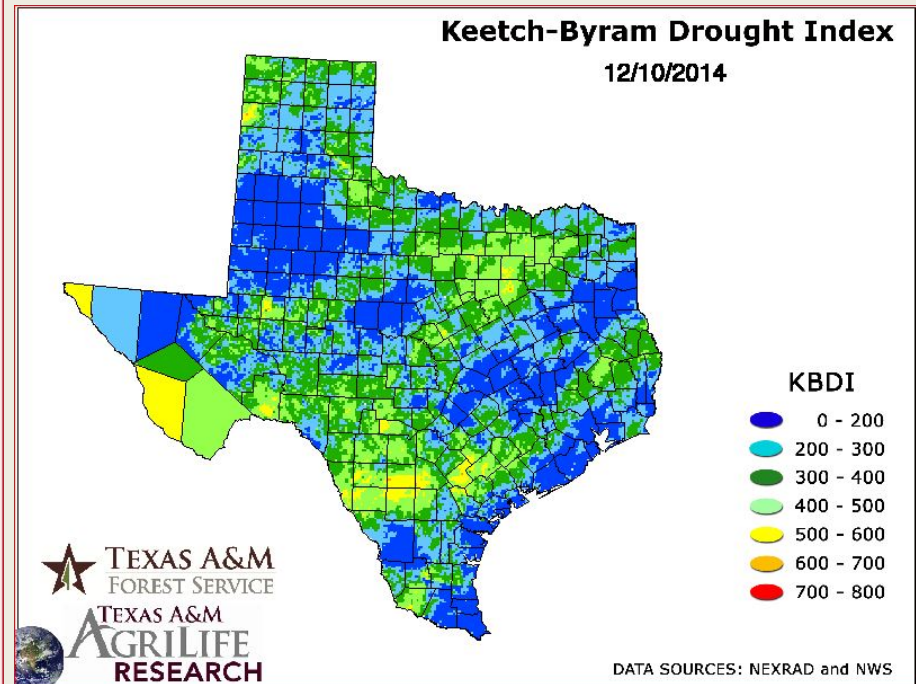 Keetch-Byram Drought Index
12/10/2014
KBDI
0 - 200
200 - 300
300 - 400
400 - 500
500 - 600
600 - 700
700 - 800
TEXAS A&M
FOREST SERVICE
TEXAS A&M
AGRILIFE
RESEARCH
DATA SOURCES: NEXRAD and NWS